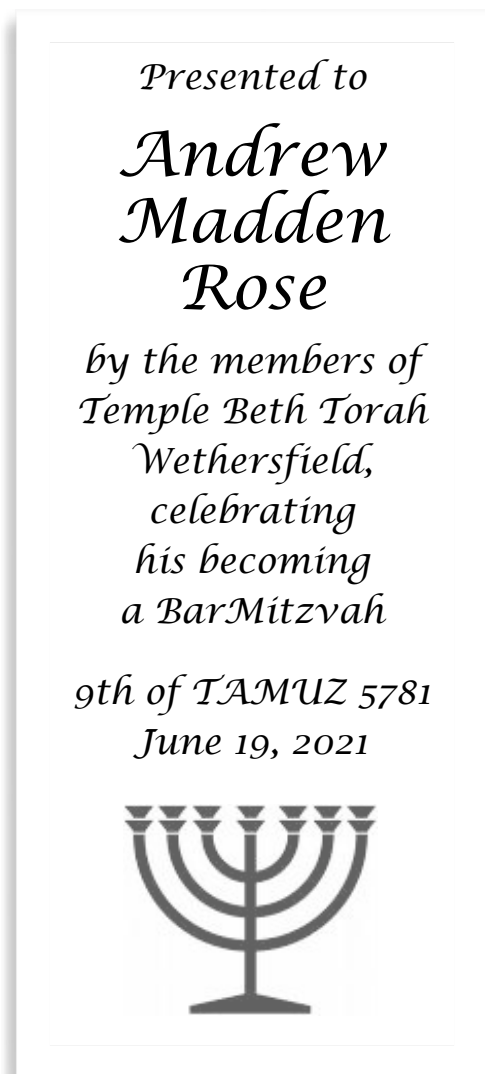 Presented to
Andrew
Madden
Rose
by the members of
Temple Beth Torah
Wethersfield,
celebrating
his becoming
a BarMitzvah
9th of TAMUZ 5781
June 19, 2021